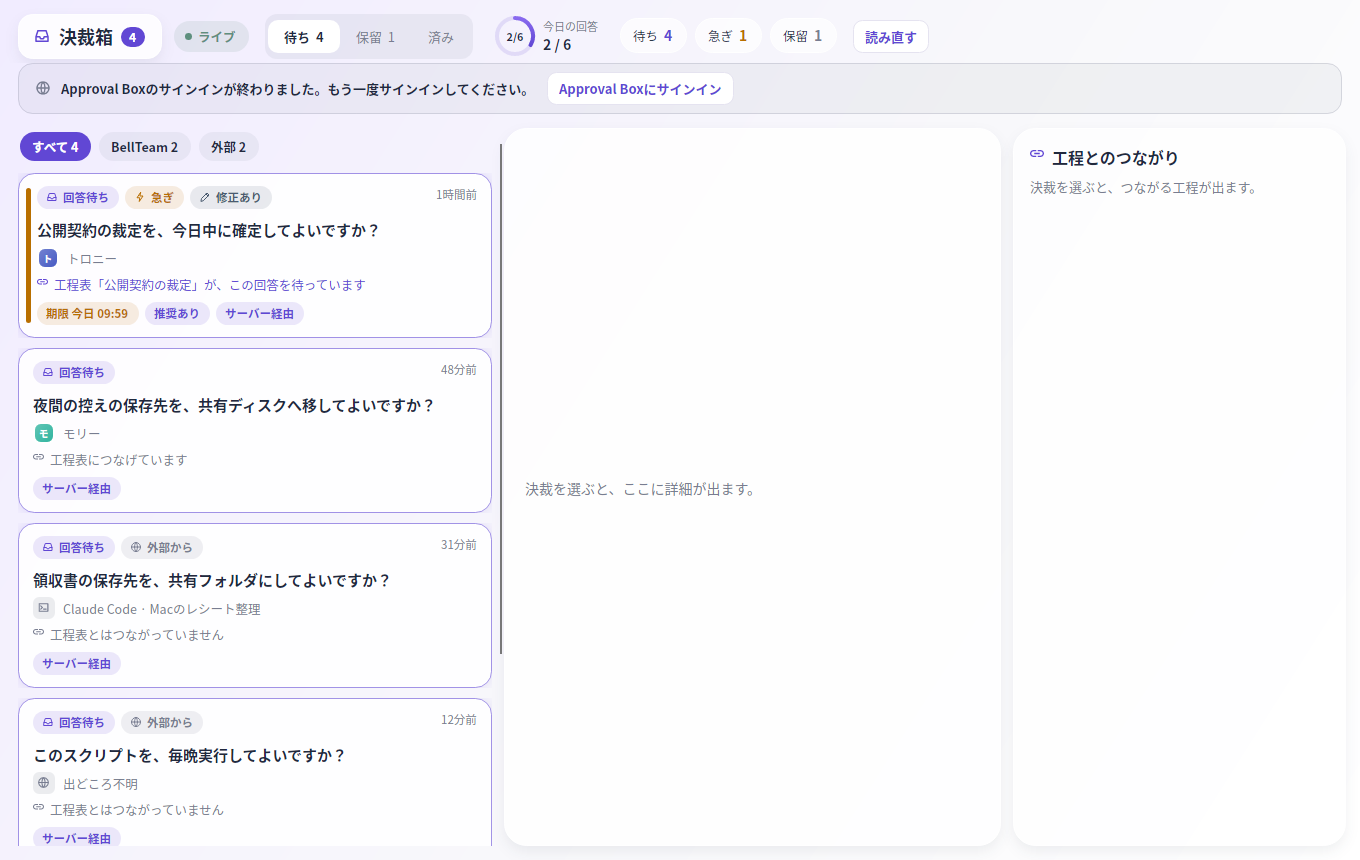 決裁箱 4
ライブ
待ち 4
保留 1
済み
2/6
今日の回答
2 / 6
待ち 4
急ぎ 1
保留 1
読み直す
Approval Boxのサインインが終わりました。もう一度サインインしてください。
Approval Boxにサインイン
すべて 4
BellTeam 2
外部 2
回答待ち
急ぎ
修正あり
1時間前
公開契約の裁定を、今日中に確定してよいですか？
ト トロニー
工程表「公開契約の裁定」が、この回答を待っています
期限 今日 09:59
推奨あり
サーバー経由
回答待ち
48分前
夜間の控えの保存先を、共有ディスクへ移してよいですか？
モ モリー
工程表につなげています
サーバー経由
回答待ち
外部から
31分前
領収書の保存先を、共有フォルダにしてよいですか？
Claude Code · Macのレシート整理
工程表とはつながっていません
サーバー経由
回答待ち
外部から
12分前
このスクリプトを、毎晩実行してよいですか？
出どころ不明
工程表とはつながっていません
サーバー経由
決裁を選ぶと、ここに詳細が出ます。
工程とのつながり
決裁を選ぶと、つながる工程が出ます。